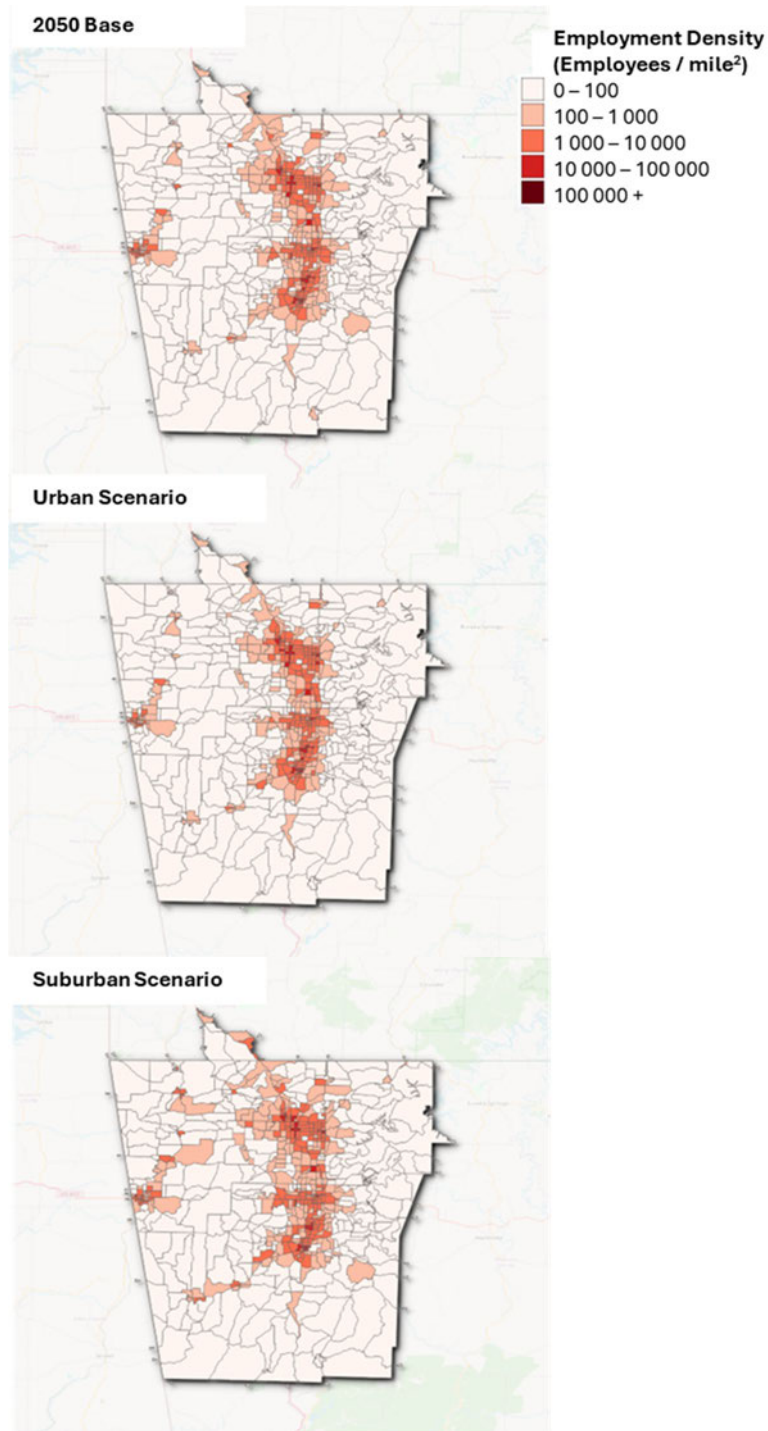 2050 Base
Employment Density
(Employees / mile²)
0 – 100
100 – 1 000
1 000 – 10 000
10 000 – 100 000
100 000 +
Urban Scenario
Suburban Scenario